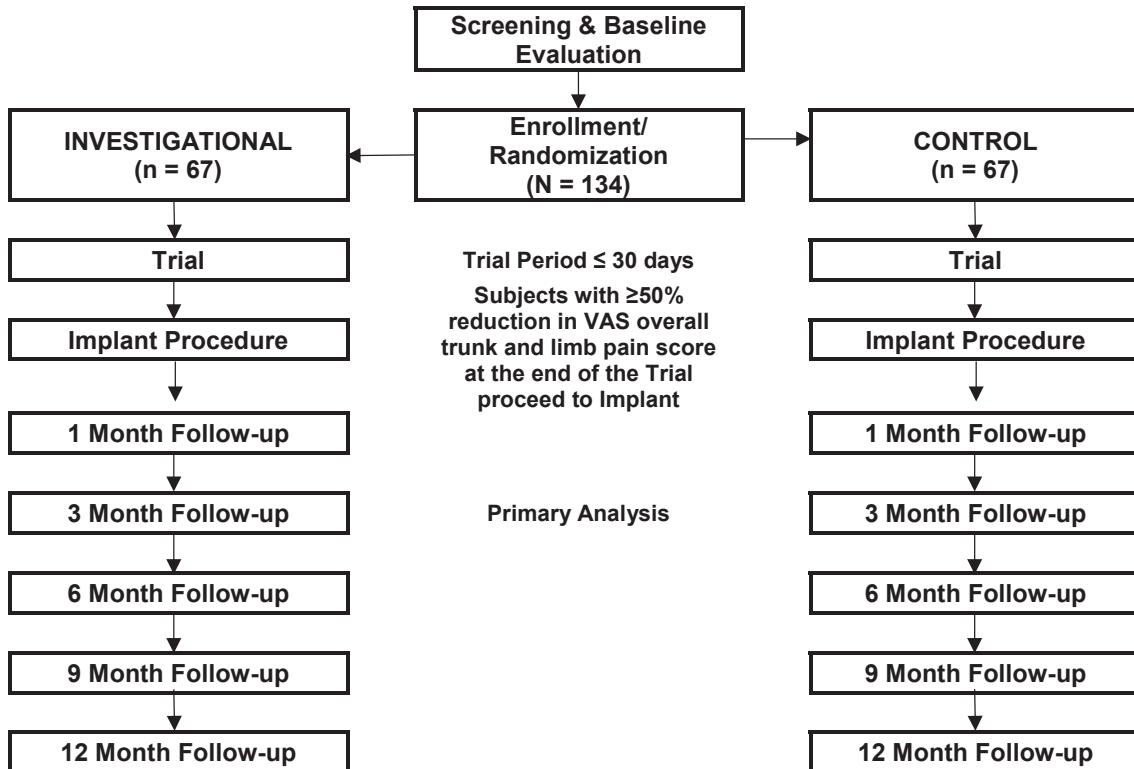 Screening & Baseline
Evaluation
Enrollment/
Randomization
(N = 134)
INVESTIGATIONAL
(n = 67)
CONTROL
(n = 67)
Trial
Trial Period ≤ 30 days
Trial
Subjects with ≥50%
reduction in VAS overall
trunk and limb pain score
at the end of the Trial
proceed to Implant
Implant Procedure
Implant Procedure
1 Month Follow-up
1 Month Follow-up
3 Month Follow-up
Primary Analysis
3 Month Follow-up
6 Month Follow-up
6 Month Follow-up
9 Month Follow-up
9 Month Follow-up
12 Month Follow-up
12 Month Follow-up